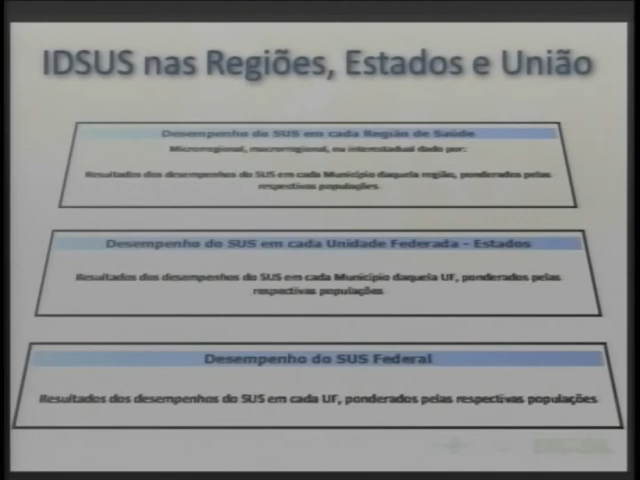 IDSUS nas Regiões, Estados e União
Desempenho do SUS em cada Região de Saúde
Microrregional, macrorregional, ou interestadual dado por:
Resultados dos desempenhos do SUS em cada Município daquela região, ponderados pelas
respectivas populações
Desempenho do SUS em cada Unidade Federada - Estados
Resultados dos desempenhos do SUS em cada Município daquela UF, ponderados pelas
respectivas populações
Desempenho do SUS Federal
Resultados dos desempenhos do SUS em cada UF, ponderados pelas respectivas populações